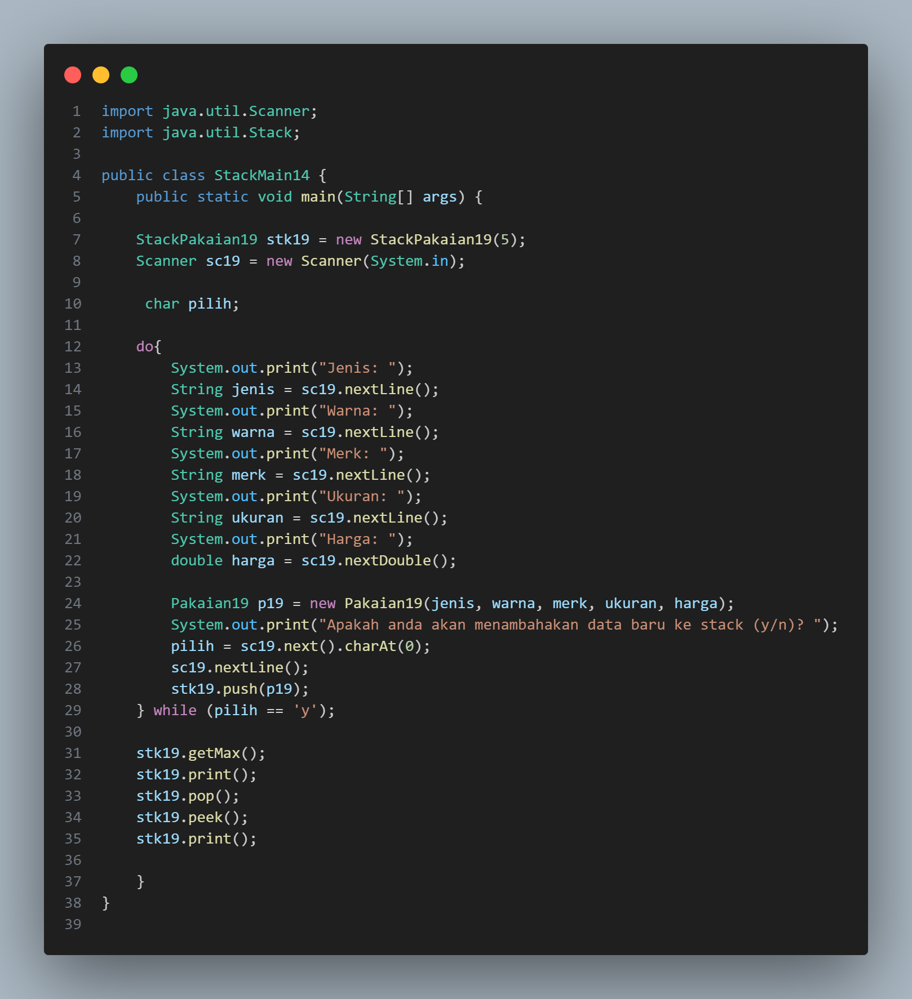 1 import java.util.Scanner;
2 import java.util.Stack;
3
4 public class StackMain14 {
5     public static void main(String[] args) {
6
7     StackPakaian19 stk19 = new StackPakaian19(5);
8     Scanner sc19 = new Scanner(System.in);
9
10      char pilih;
11
12     do{
13         System.out.print("Jenis: ");
14         String jenis = sc19.nextLine();
15         System.out.print("Warna: ");
16         String warna = sc19.nextLine();
17         System.out.print("Merk: ");
18         String merk = sc19.nextLine();
19         System.out.print("Ukuran: ");
20         String ukuran = sc19.nextLine();
21         System.out.print("Harga: ");
22         double harga = sc19.nextDouble();
23
24         Pakaian19 p19 = new Pakaian19(jenis, warna, merk, ukuran, harga);
25         System.out.print("Apakah anda akan menambahakan data baru ke stack (y/n)? ");
26         pilih = sc19.next().charAt(0);
27         sc19.nextLine();
28         stk19.push(p19);
29     } while (pilih == 'y');
30
31     stk19.getMax();
32     stk19.print();
33     stk19.pop();
34     stk19.peek();
35     stk19.print();
36
37     }
38 }
39